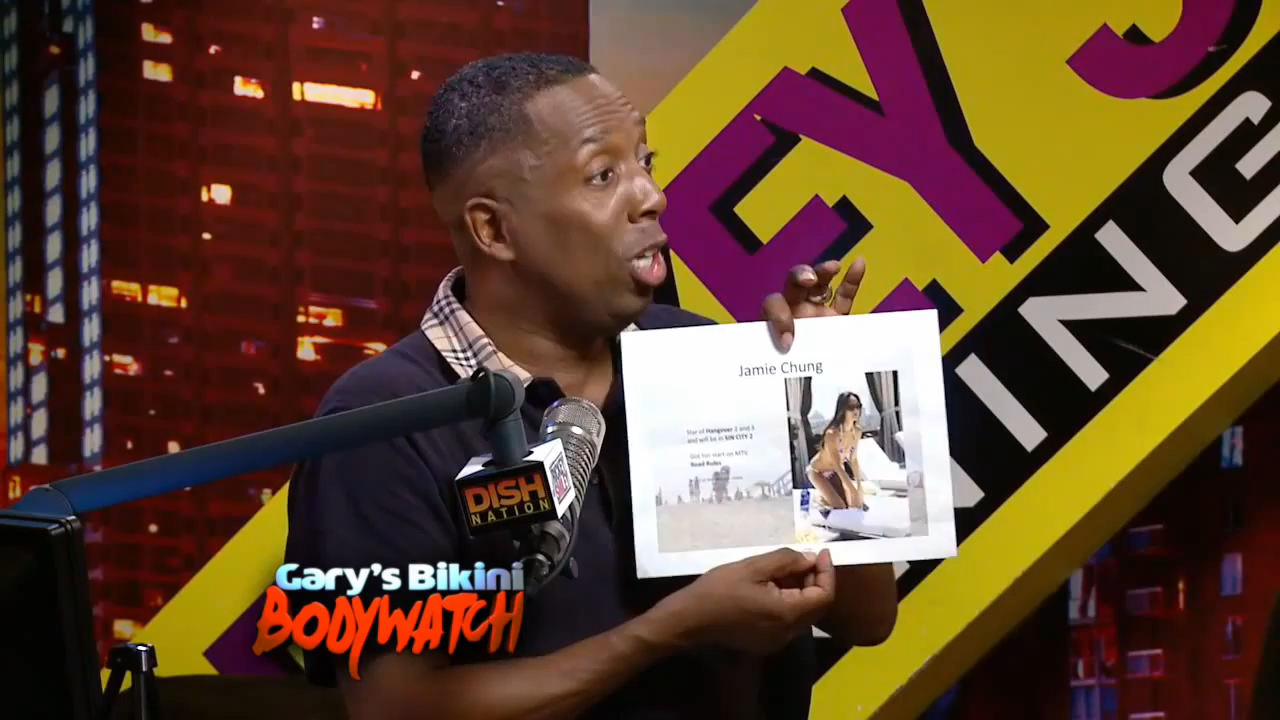 EY S
ING
Jamie Chung
Star of Hangover 2 and 3
and will be in SIN CITY 2
Got her start on MTV
Road Rules
DISH
NATION
Gary's Bikini
BODYWATCH